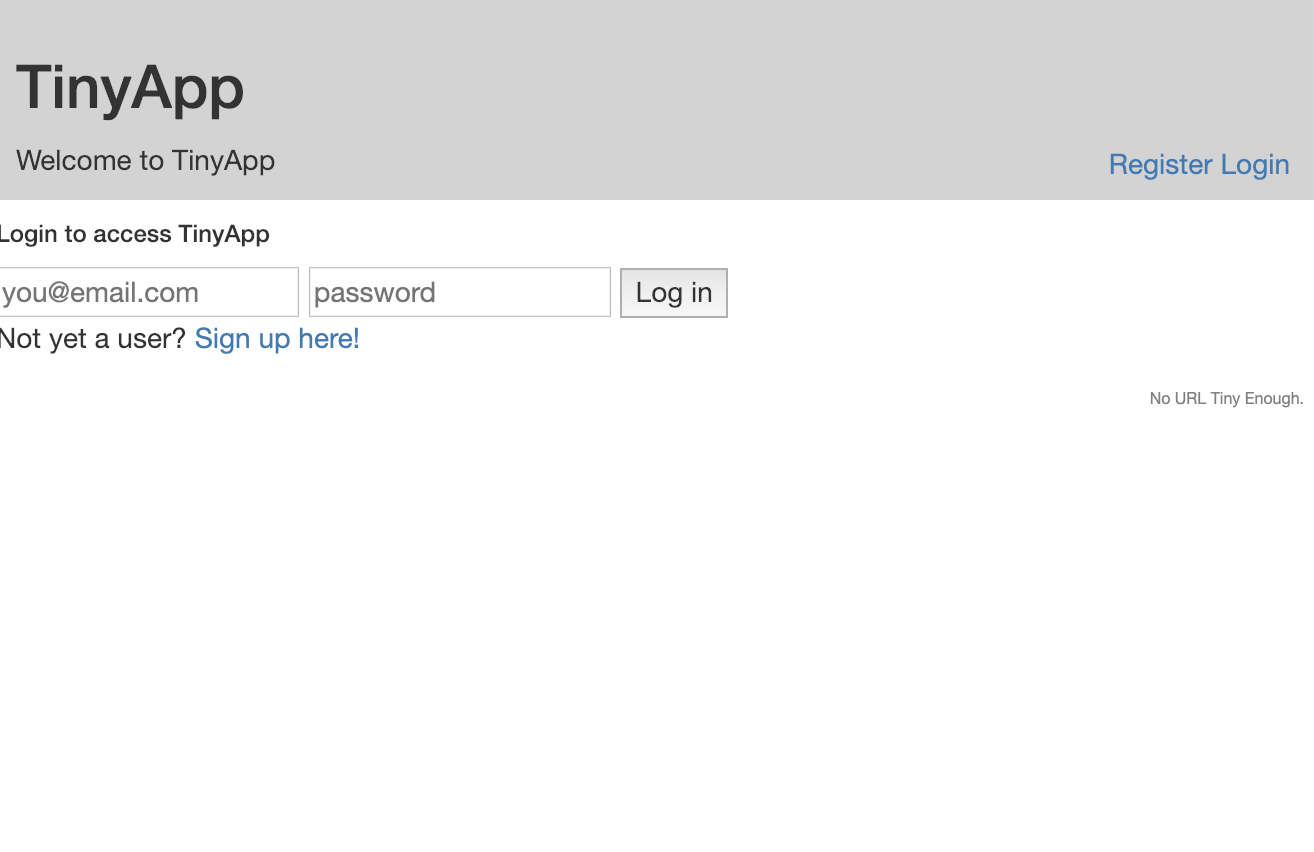 TinyApp
Welcome to TinyApp
Register Login
Login to access TinyApp
you@email.com password Log in
Not yet a user? Sign up here!
No URL Tiny Enough.